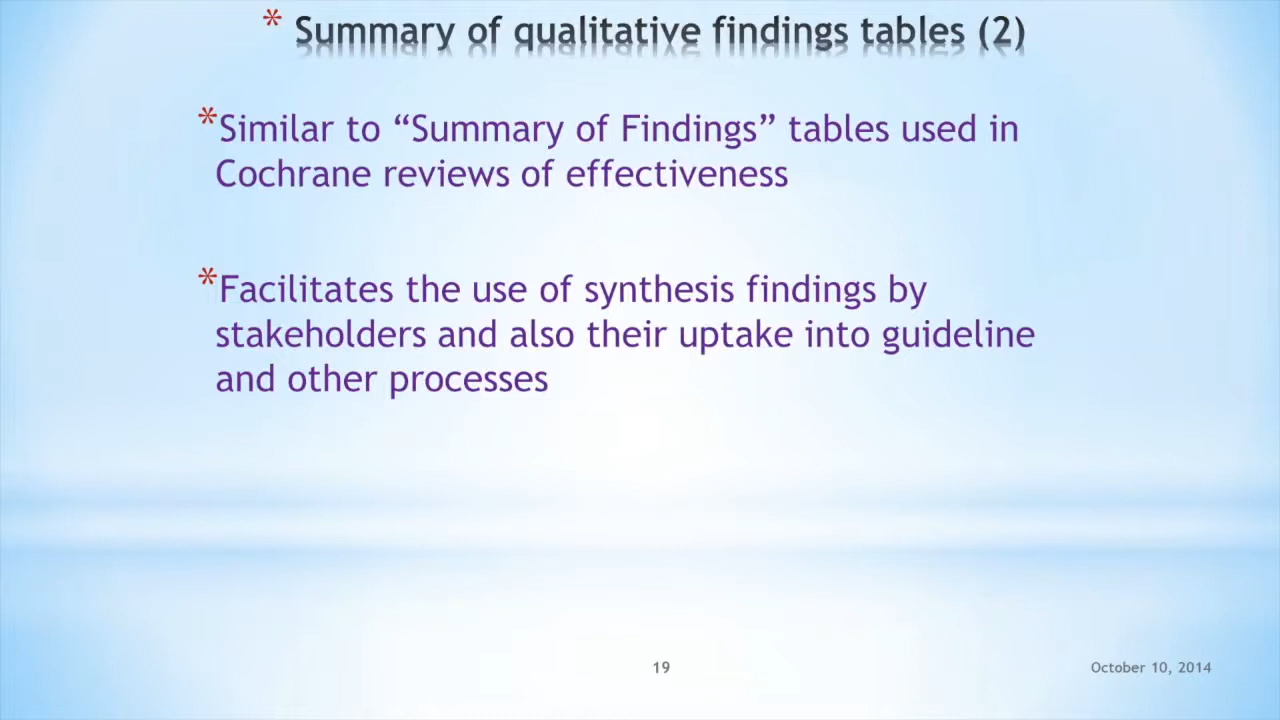 * Summary of qualitative findings tables (2)
*Similar to “Summary of Findings” tables used in
Cochrane reviews of effectiveness
*Facilitates the use of synthesis findings by
stakeholders and also their uptake into guideline
and other processes
19
October 10, 2014